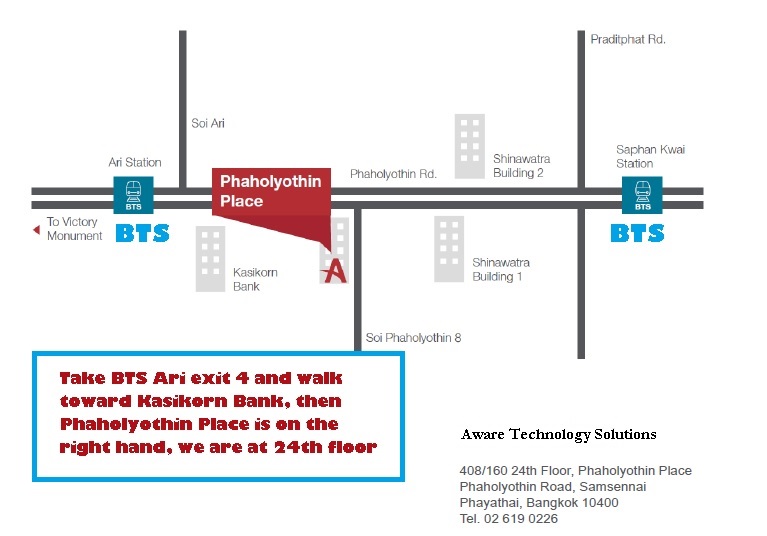 Praditphat Rd.
Soi Ari
Ari Station
Phaholyothin
Place
Phaholyothin Rd.
Shinawatra
Building 2
Saphan Kwai
Station
BTS
BTS
To Victory
Monument
BTS
BTS
Kasikorn
Bank
A
Shinawatra
Building 1
Soi Phaholyothin 8
Take BTS Ari exit 4 and walk
toward Kasikorn Bank, then
Phaholyothin Place is on the
right hand, we are at 24th floor
Aware Technology Solutions
408/160 24th Floor, Phaholyothin Place
Phaholyothin Road, Samsennai
Phayathai, Bangkok 10400
Tel. 02 619 0226